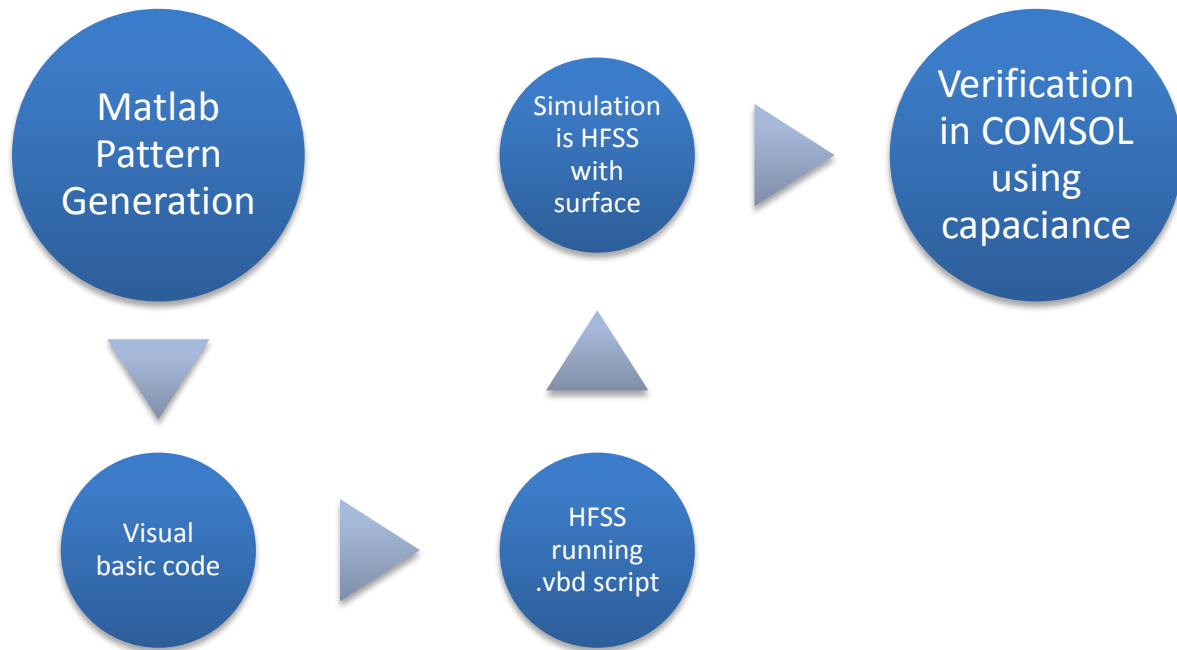 Matlab
Pattern
Generation
Visual
basic code
HFSS
running
.vbd script
Simulation
is HFSS
with
surface
Verification
in COMSOL
using
capaciance